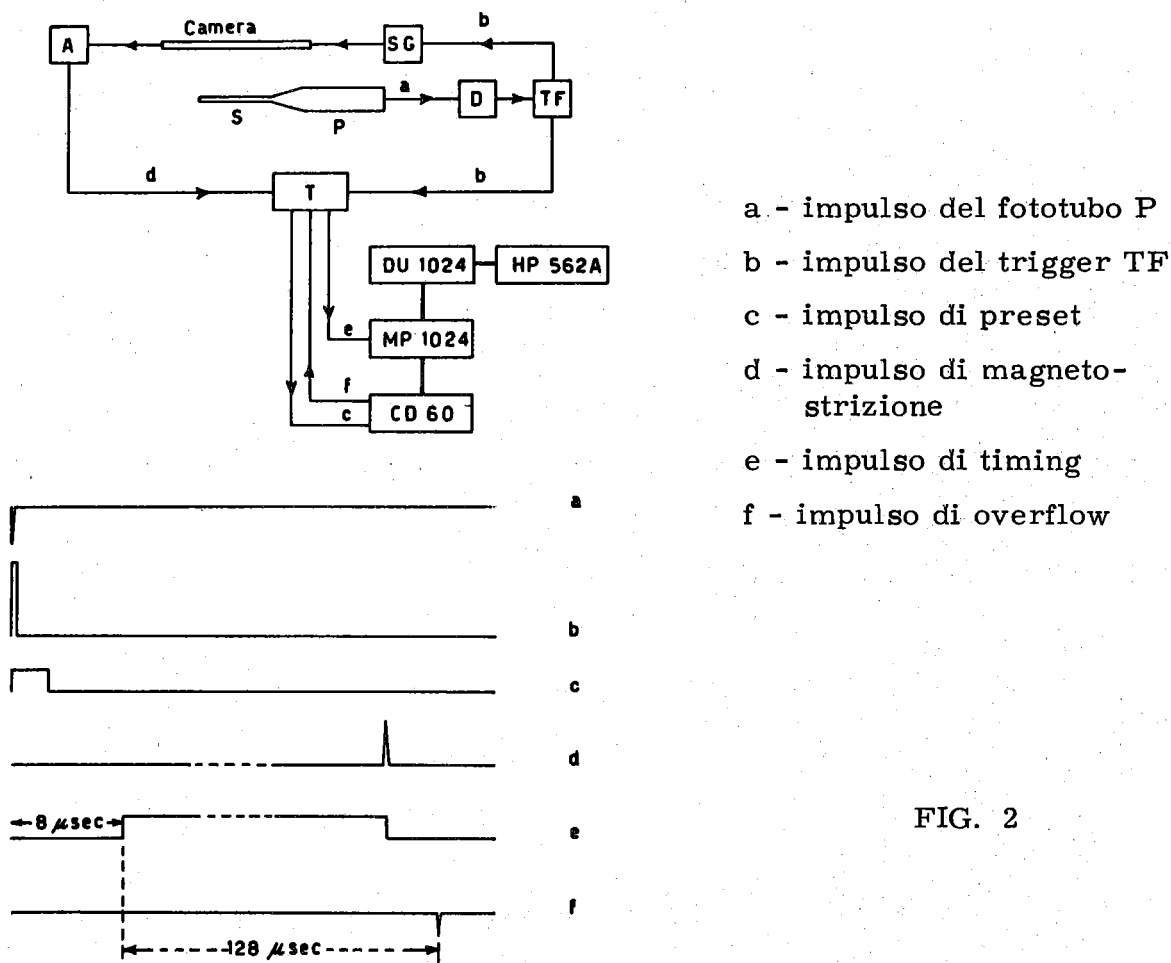 Camera
b
A
SG
a
D
TF
S
P
d
b
T
DU 1024
HP 562A
e
MP 1024
f
c
CD 60
a - impulso del fototubo P
b - impulso del trigger TF
c - impulso di preset
d - impulso di magneto-
strizione
e - impulso di timing
f - impulso di overflow
a
b
c
d
8 μsec
e
f
128 μsec
FIG. 2